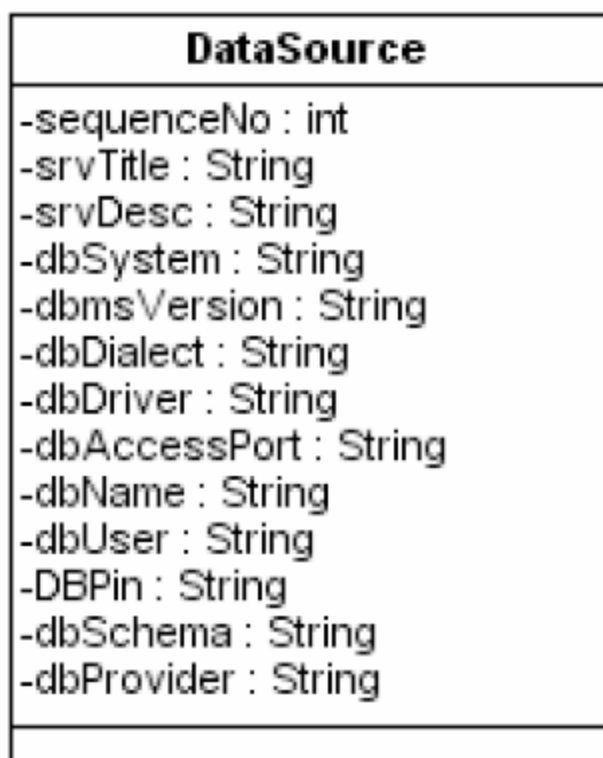 DataSource
-sequenceNo : int
-srvTitle : String
-srvDesc : String
-dbSystem : String
-dbmsVersion : String
-dbDialect : String
-dbDriver : String
-dbAccessPort : String
-dbName : String
-dbUser : String
-DBPin : String
-dbSchema : String
-dbProvider : String